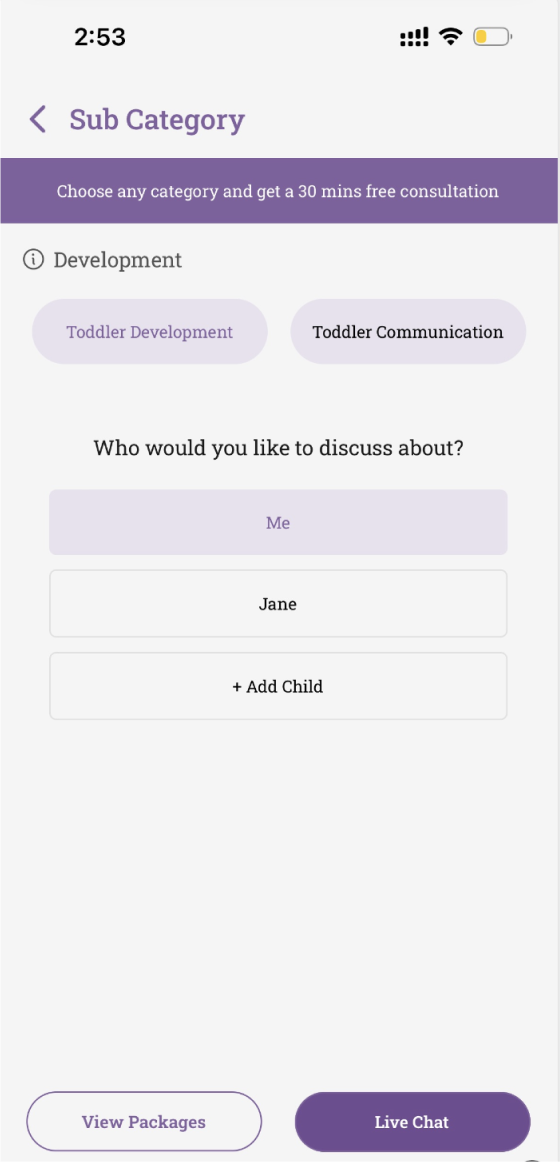 2:53
Sub Category
Choose any category and get a 30 mins free consultation
Development
Toddler Development
Toddler Communication
Who would you like to discuss about?
Me
Jane
+ Add Child
View Packages
Live Chat